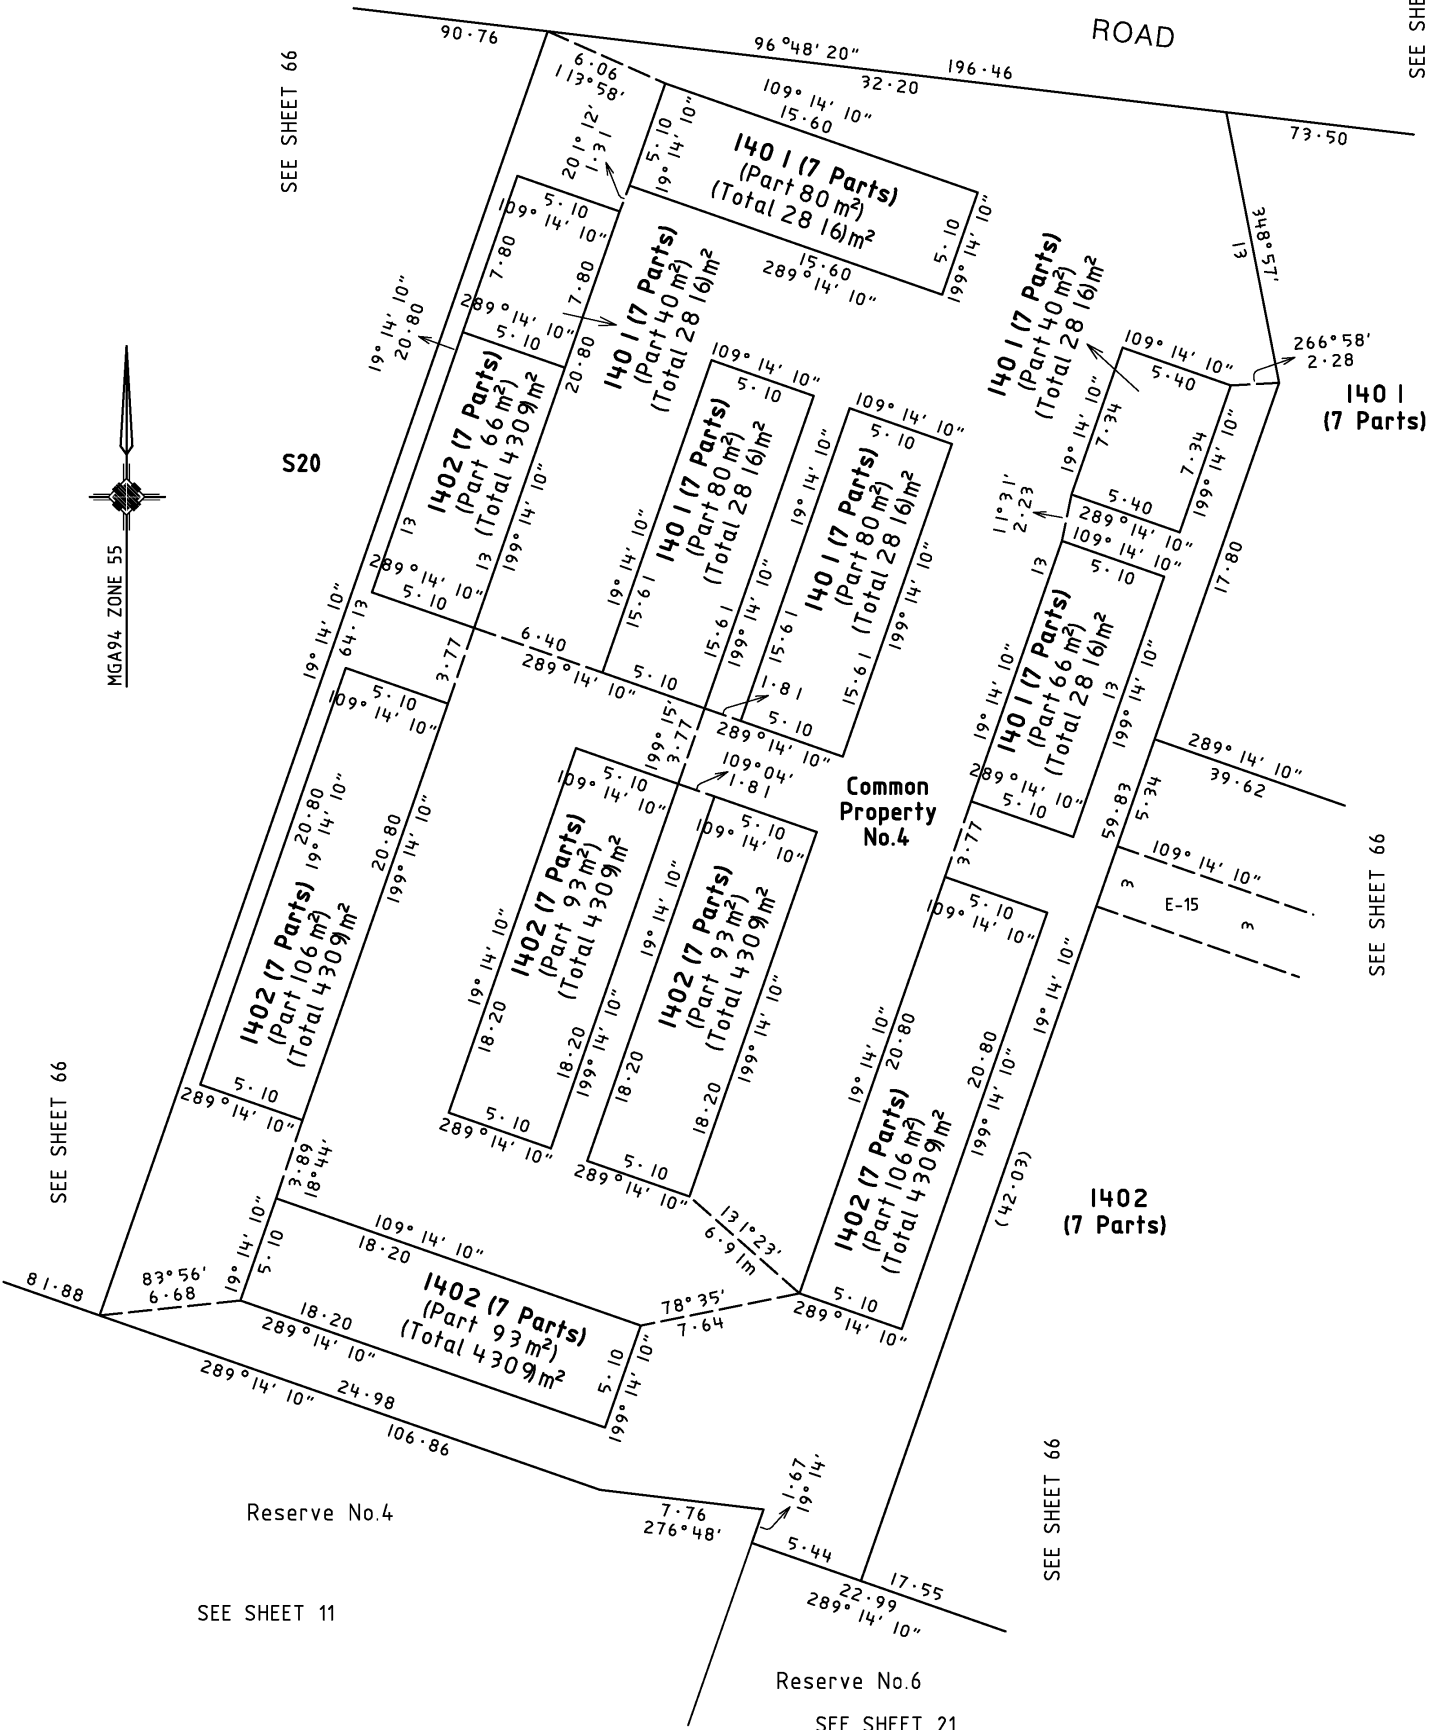 ROAD
SEE SHE
90·76
96°48'20"
196·46
32·20
73·50
SEE SHEET 66
6·06
113°58'
109° 14' 10"
15·60
201° 12'
1·31
5·10
19° 14' 10"
1401 (7 Parts)
(Part 80 m²)
(Total 2816)m²
5·10
199° 14' 10"
15·60
289° 14' 10"
348°57'
13
5·10
109° 14' 10"
7·80
7·80
289° 14' 10"
5·10
19° 14' 10"
20·80
20·80
1401 (7 Parts)
(Part 40 m²)
(Total 2816)m²
1401 (7 Parts)
(Part 40 m²)
(Total 2816)m²
109° 14' 10"
5·40
266°58'
2·28
1401
(7 Parts)
19° 14' 10"
7·34
7·34
199° 14' 10"
5·40
289° 14' 10"
11°31'
2·23
17·80
S20
MGA94 ZONE 55
1402 (7 Parts)
(Part 66 m²)
(Total 4309)m²
13
13
199° 14' 10"
289° 14' 10"
5·10
109° 14' 10"
5·10
1401 (7 Parts)
(Part 80 m²)
(Total 2816)m²
19° 14' 10"
15·61
15·61
199° 14' 10"
5·10
109° 14' 10"
5·10
1401 (7 Parts)
(Part 80 m²)
(Total 2816)m²
19° 14' 10"
15·61
15·61
199° 14' 10"
5·10
289° 14' 10"
1·81
109° 14' 10"
5·10
13
19° 14' 10"
1401 (7 Parts)
(Part 66 m²)
(Total 2816)m²
13
199° 14' 10"
289° 14' 10"
5·10
19° 14' 10"
64·13
3·77
6·40
289° 14' 10"
199° 15'
3·77
109°04'
1·81
Common
Property
No.4
3·77
289° 14' 10"
39·62
59·83
5·34
109° 14' 10"
3
E-15
3
SEE SHEET 66
5·10
109° 14' 10"
20·80
19° 14' 10"
20·80
199° 14' 10"
1402 (7 Parts)
(Part 106 m²)
(Total 4309)m²
5·10
289° 14' 10"
5·10
109° 14' 10"
1402 (7 Parts)
(Part 93 m²)
(Total 4309)m²
19° 14' 10"
18·20
18·20
199° 14' 10"
5·10
289° 14' 10"
5·10
109° 14' 10"
1402 (7 Parts)
(Part 93 m²)
(Total 4309)m²
19° 14' 10"
18·20
18·20
199° 14' 10"
5·10
289° 14' 10"
5·10
109° 14' 10"
19° 14' 10"
20·80
20·80
199° 14' 10"
1402 (7 Parts)
(Part 106 m²)
(Total 4309)m²
5·10
289° 14' 10"
19° 14' 10"
(42·03)
1402
(7 Parts)
SEE SHEET 66
3·89
18°44'
131°23'
6·91m
78°35'
7·64
81·88
83°56'
6·68
19° 14' 10"
5·10
109° 14' 10"
18·20
1402 (7 Parts)
(Part 93 m²)
(Total 4309)m²
18·20
289° 14' 10"
5·10
199° 14' 10"
289° 14' 10"
24·98
106·86
1·67
19° 14'
7·76
276°48'
5·44
17·55
22·99
289° 14' 10"
SEE SHEET 66
Reserve No.4
SEE SHEET 11
Reserve No.6
SEE SHEET 21